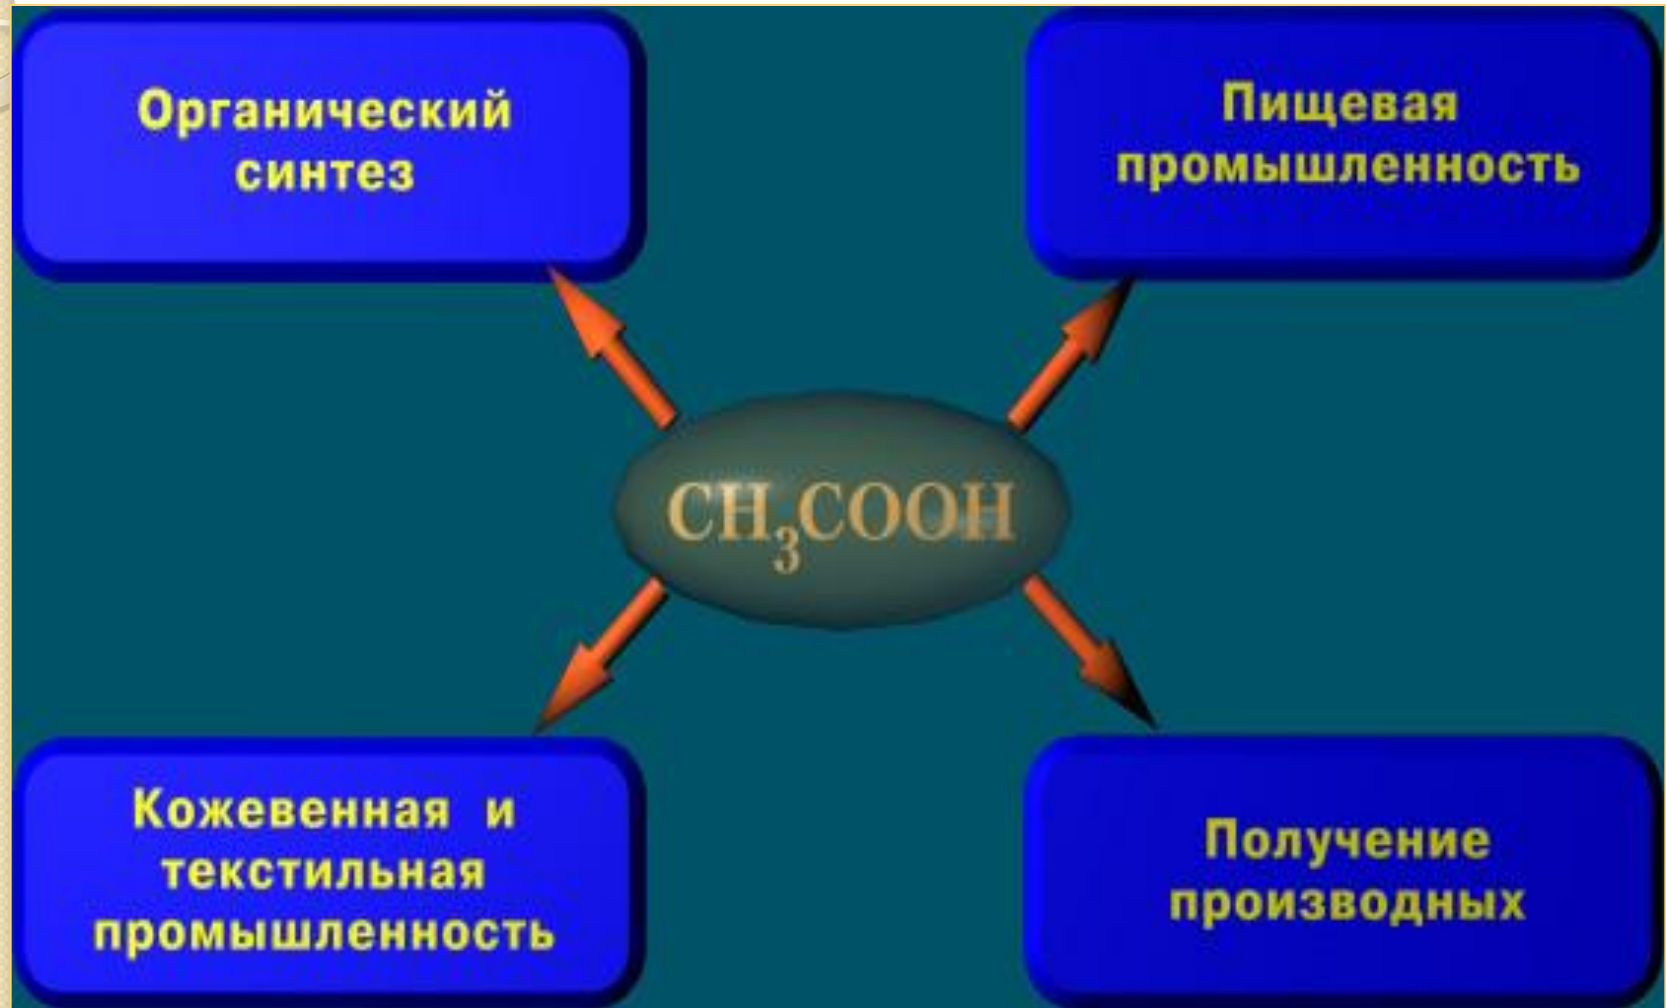 Органический
синтез
Пищевая
промышленность
CH₃COOH
Кожевенная и
текстильная
промышленность
Получение
производных